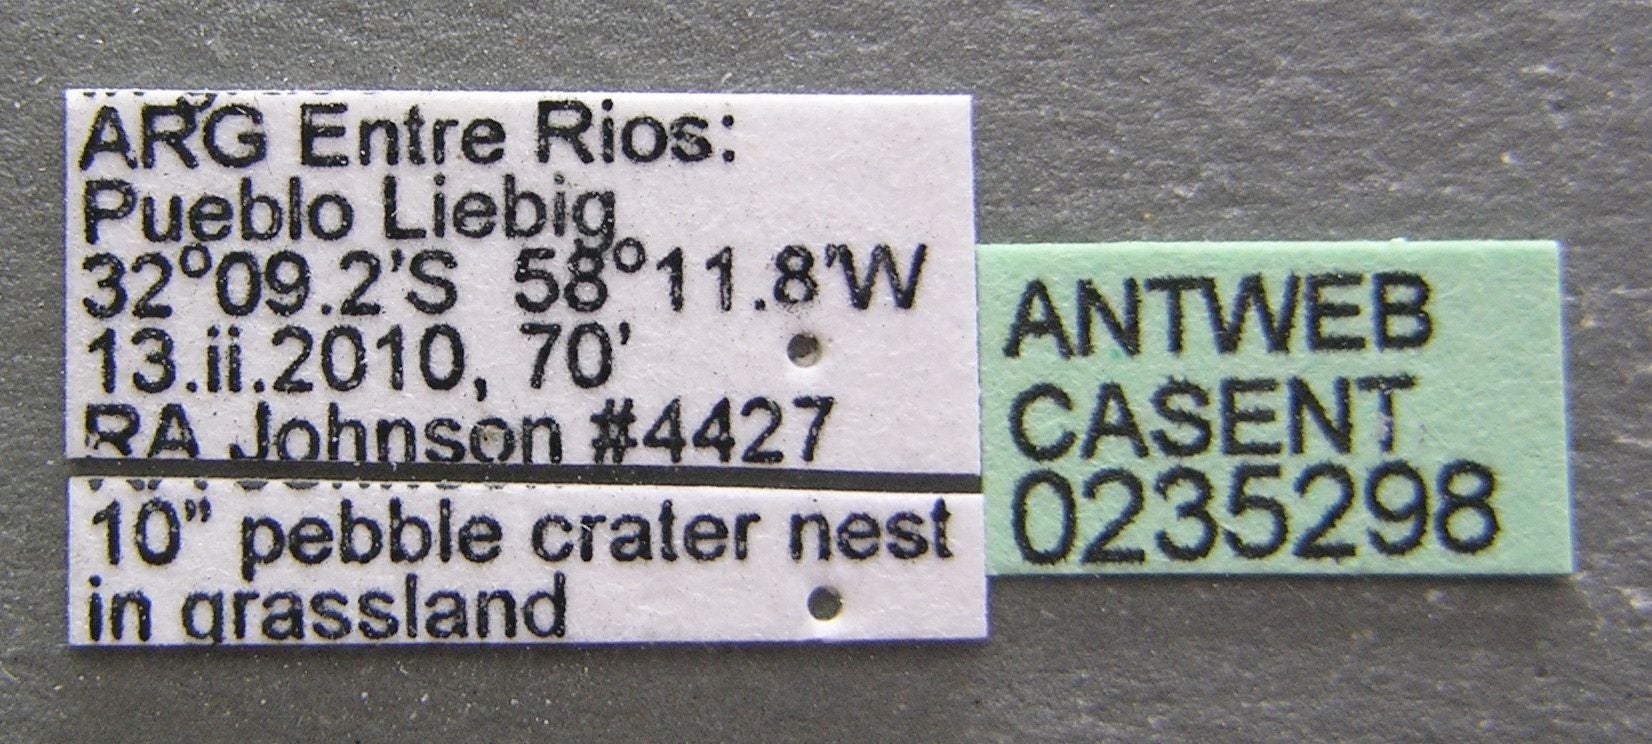 ARG Entre Rios:
Pueblo Liebig
32°09.2'S 58°11.8'W
13.ii.2010, 70'
RA Johnson #4427
10" pebble crater nest
in grassland
ANTWEB
CASENT
0235298